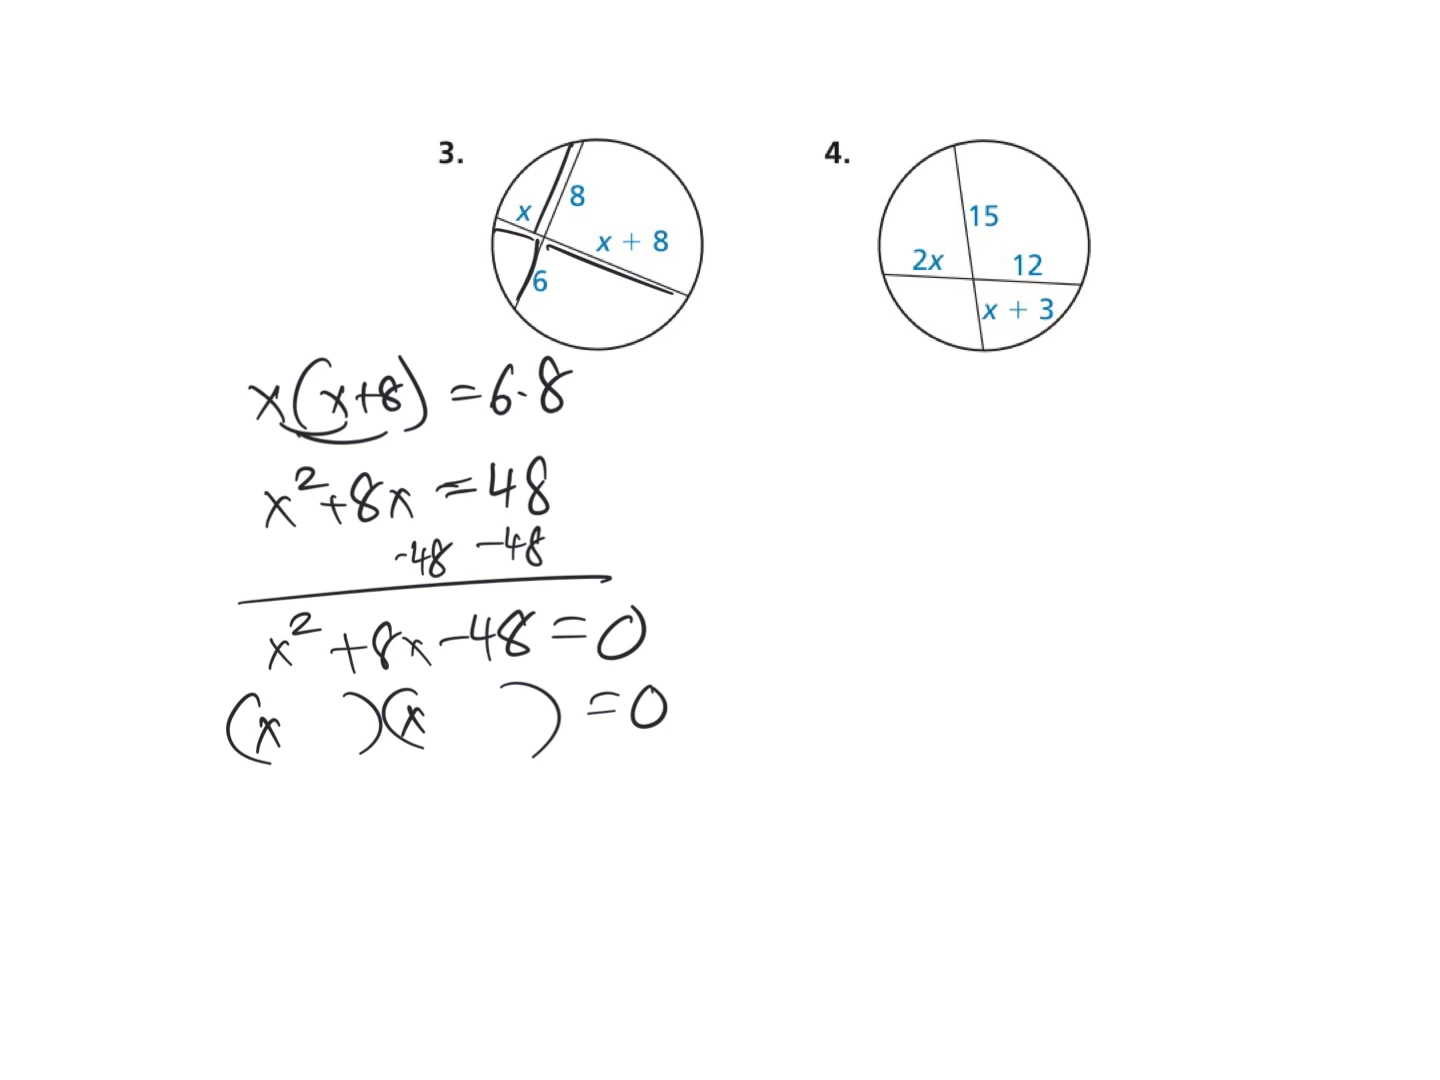 3.
x
8
x + 8
6
4.
15
2x
12
x + 3
x(x+8) = 6·8
x²+8x = 48
-48 -48
x² +8x -48 = 0
(x )(x ) = 0